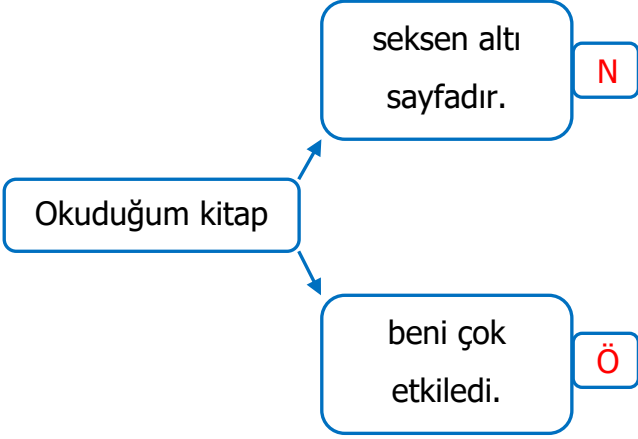 seksen altı
sayfadır.
N
Okuduğum kitap
beni çok
etkiledi.
Ö